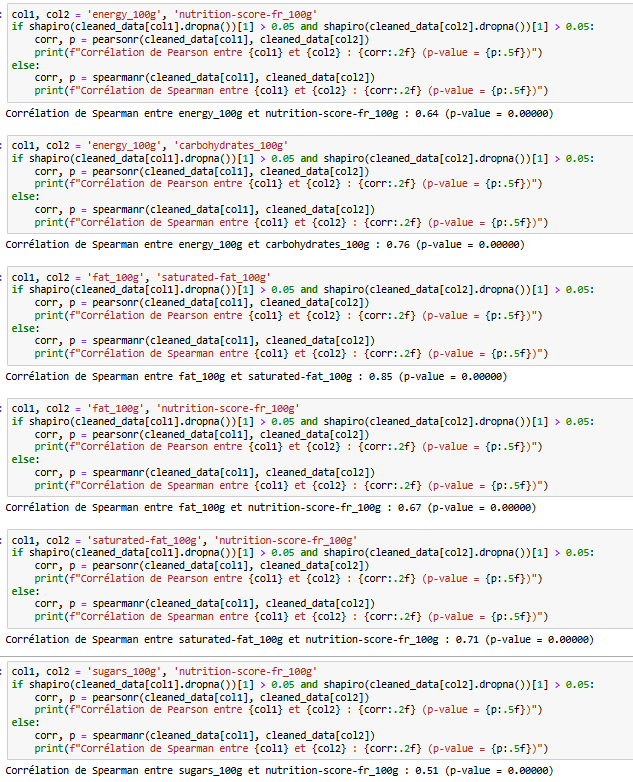 col1, col2 = 'energy_100g', 'nutrition-score-fr_100g'
if shapiro(cleaned_data[col1].dropna())[1] > 0.05 and shapiro(cleaned_data[col2].dropna())[1] > 0.05:
    corr, p = pearsonr(cleaned_data[col1], cleaned_data[col2])
    print(f"Corrélation de Pearson entre {col1} et {col2} : {corr:.2f} (p-value = {p:.5f})")
else:
    corr, p = spearmanr(cleaned_data[col1], cleaned_data[col2])
    print(f"Corrélation de Spearman entre {col1} et {col2} : {corr:.2f} (p-value = {p:.5f})")
Corrélation de Spearman entre energy_100g et nutrition-score-fr_100g : 0.64 (p-value = 0.00000)
: col1, col2 = 'energy_100g', 'carbohydrates_100g'
if shapiro(cleaned_data[col1].dropna())[1] > 0.05 and shapiro(cleaned_data[col2].dropna())[1] > 0.05:
    corr, p = pearsonr(cleaned_data[col1], cleaned_data[col2])
    print(f"Corrélation de Pearson entre {col1} et {col2} : {corr:.2f} (p-value = {p:.5f})")
else:
    corr, p = spearmanr(cleaned_data[col1], cleaned_data[col2])
    print(f"Corrélation de Spearman entre {col1} et {col2} : {corr:.2f} (p-value = {p:.5f})")
Corrélation de Spearman entre energy_100g et carbohydrates_100g : 0.76 (p-value = 0.00000)
: col1, col2 = 'fat_100g', 'saturated-fat_100g'
if shapiro(cleaned_data[col1].dropna())[1] > 0.05 and shapiro(cleaned_data[col2].dropna())[1] > 0.05:
    corr, p = pearsonr(cleaned_data[col1], cleaned_data[col2])
    print(f"Corrélation de Pearson entre {col1} et {col2} : {corr:.2f} (p-value = {p:.5f})")
else:
    corr, p = spearmanr(cleaned_data[col1], cleaned_data[col2])
    print(f"Corrélation de Spearman entre {col1} et {col2} : {corr:.2f} (p-value = {p:.5f})")
Corrélation de Spearman entre fat_100g et saturated-fat_100g : 0.85 (p-value = 0.00000)
: col1, col2 = 'fat_100g', 'nutrition-score-fr_100g'
if shapiro(cleaned_data[col1].dropna())[1] > 0.05 and shapiro(cleaned_data[col2].dropna())[1] > 0.05:
    corr, p = pearsonr(cleaned_data[col1], cleaned_data[col2])
    print(f"Corrélation de Pearson entre {col1} et {col2} : {corr:.2f} (p-value = {p:.5f})")
else:
    corr, p = spearmanr(cleaned_data[col1], cleaned_data[col2])
    print(f"Corrélation de Spearman entre {col1} et {col2} : {corr:.2f} (p-value = {p:.5f})")
Corrélation de Spearman entre fat_100g et nutrition-score-fr_100g : 0.67 (p-value = 0.00000)
: col1, col2 = 'saturated-fat_100g', 'nutrition-score-fr_100g'
if shapiro(cleaned_data[col1].dropna())[1] > 0.05 and shapiro(cleaned_data[col2].dropna())[1] > 0.05:
    corr, p = pearsonr(cleaned_data[col1], cleaned_data[col2])
    print(f"Corrélation de Pearson entre {col1} et {col2} : {corr:.2f} (p-value = {p:.5f})")
else:
    corr, p = spearmanr(cleaned_data[col1], cleaned_data[col2])
    print(f"Corrélation de Spearman entre {col1} et {col2} : {corr:.2f} (p-value = {p:.5f})")
Corrélation de Spearman entre saturated-fat_100g et nutrition-score-fr_100g : 0.71 (p-value = 0.00000)
: col1, col2 = 'sugars_100g', 'nutrition-score-fr_100g'
if shapiro(cleaned_data[col1].dropna())[1] > 0.05 and shapiro(cleaned_data[col2].dropna())[1] > 0.05:
    corr, p = pearsonr(cleaned_data[col1], cleaned_data[col2])
    print(f"Corrélation de Pearson entre {col1} et {col2} : {corr:.2f} (p-value = {p:.5f})")
else:
    corr, p = spearmanr(cleaned_data[col1], cleaned_data[col2])
    print(f"Corrélation de Spearman entre {col1} et {col2} : {corr:.2f} (p-value = {p:.5f})")
Corrélation de Spearman entre sugars_100g et nutrition-score-fr_100g : 0.51 (p-value = 0.00000)